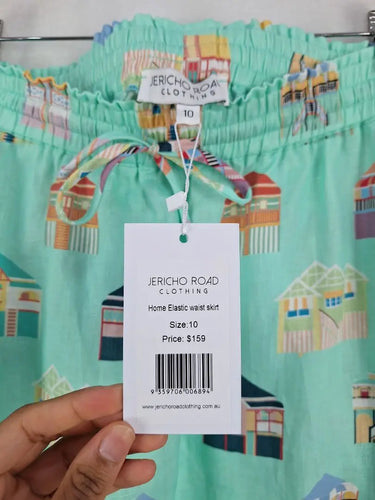 JERICHO ROAD
CLOTHING
10
JERICHO ROAD
CLOTHING
Home Elastic waist skirt
Size:10
Price: $159
9 359706 006894
www.jerichoroadclothing.com.au